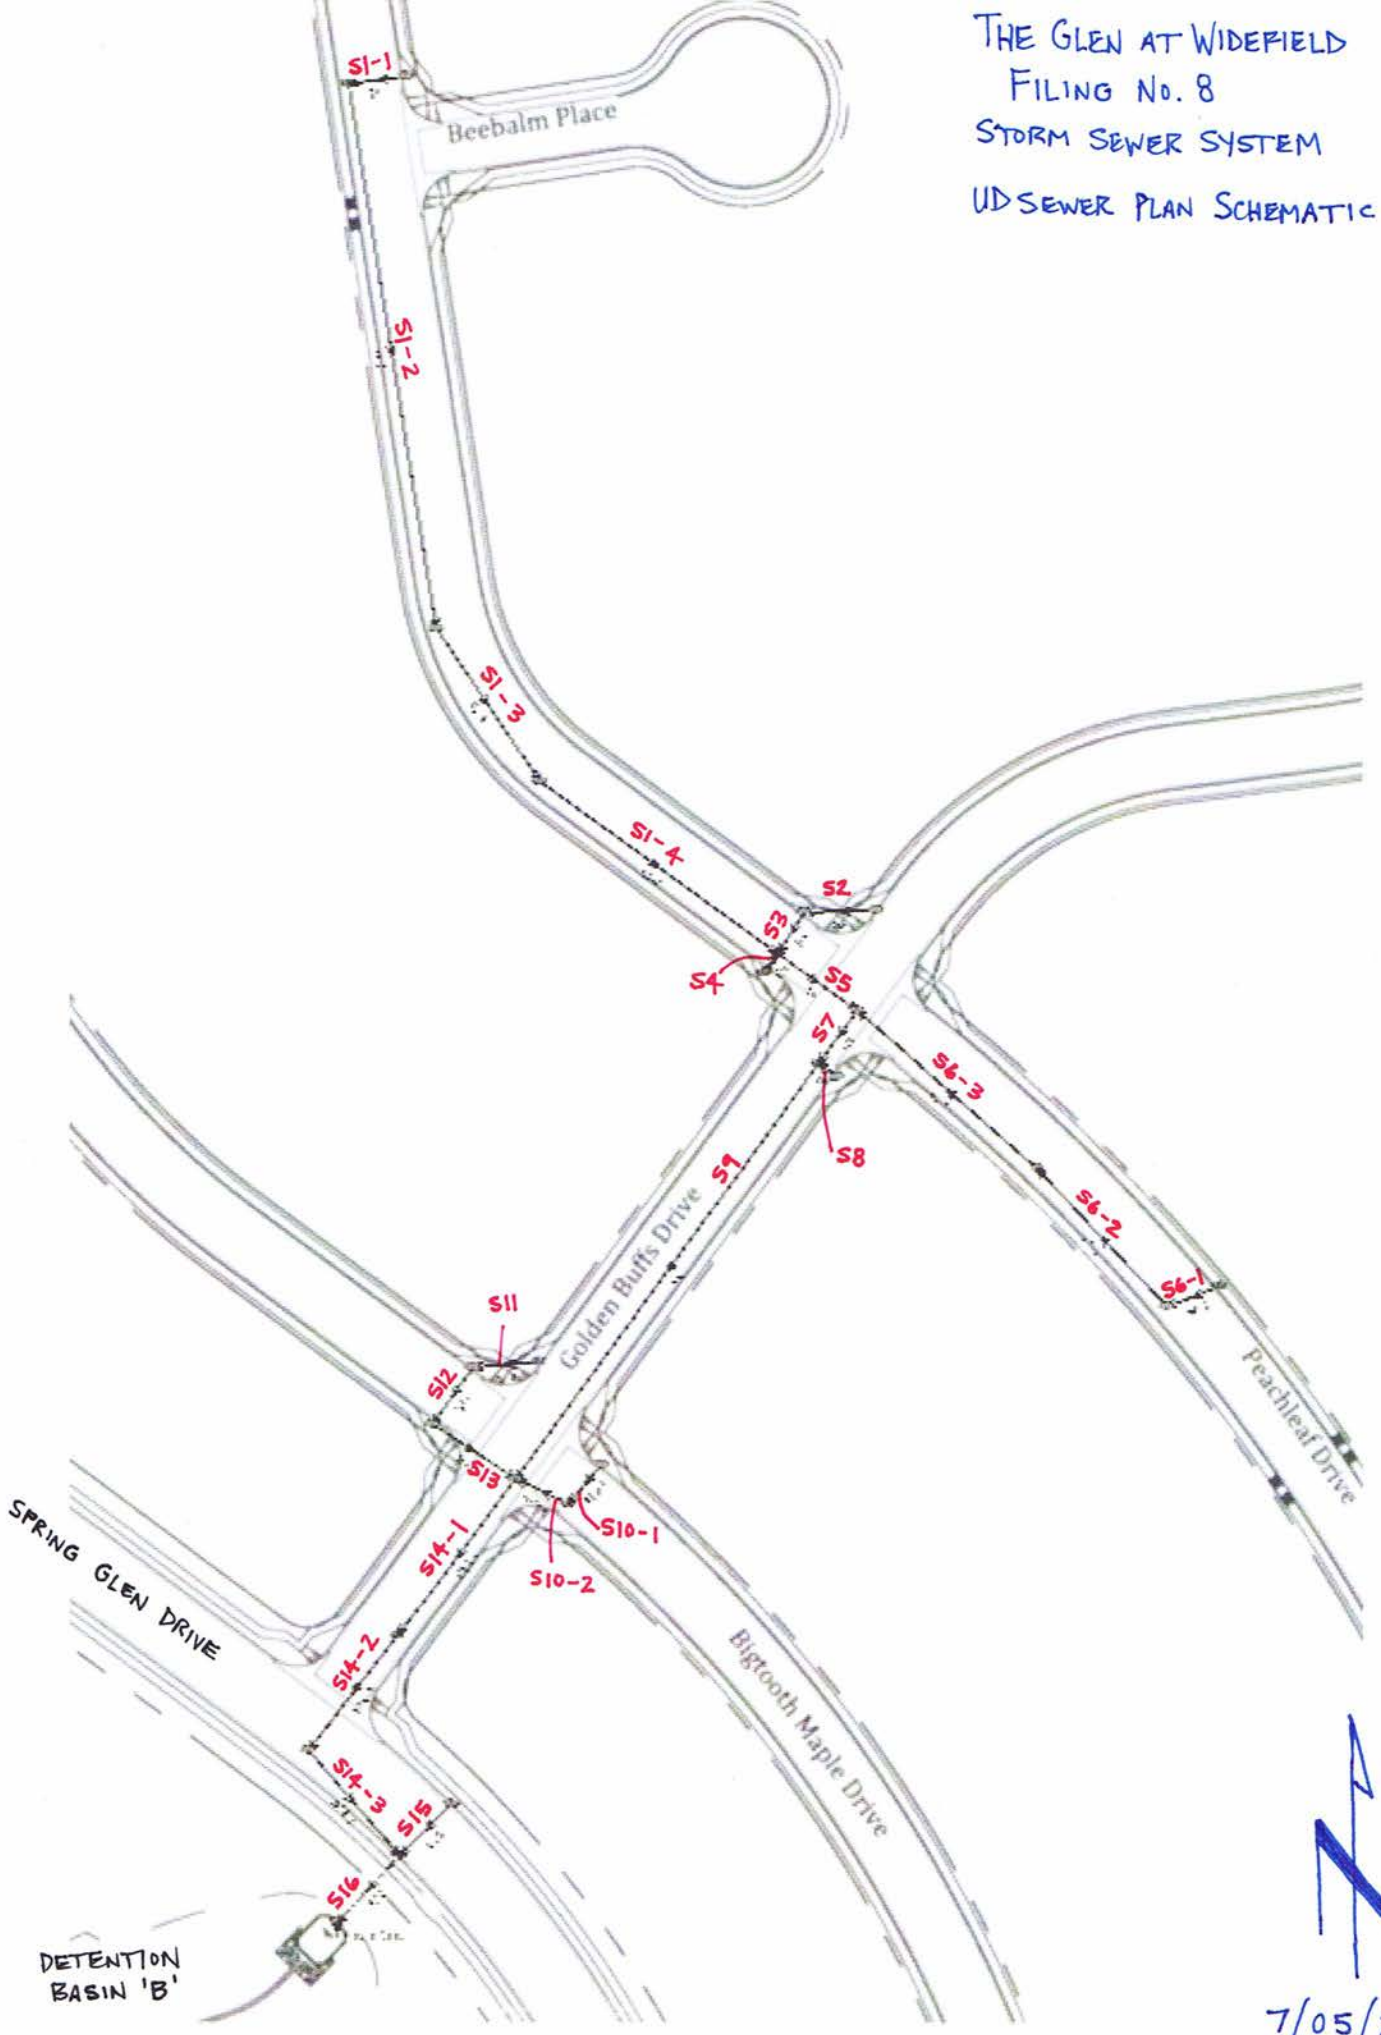 THE GLEN AT WIDEFIELD
FILING No. 8
STORM SEWER SYSTEM
UDSEWER PLAN SCHEMATIC
S1-1
Beebalm Place
S1-2
S1-3
S1-4
S2
S3
S4
S5
S7
S6-3
S8
S9
S6-2
S6-1
Golden Buffs Drive
S11
S12
Peachleaf Drive
S13
S10-1
S14-1
S10-2
SPRING GLEN DRIVE
S14-2
Bigtooth Maple Drive
S14-3
S15
S16
DETENTION
BASIN 'B'
7/05/